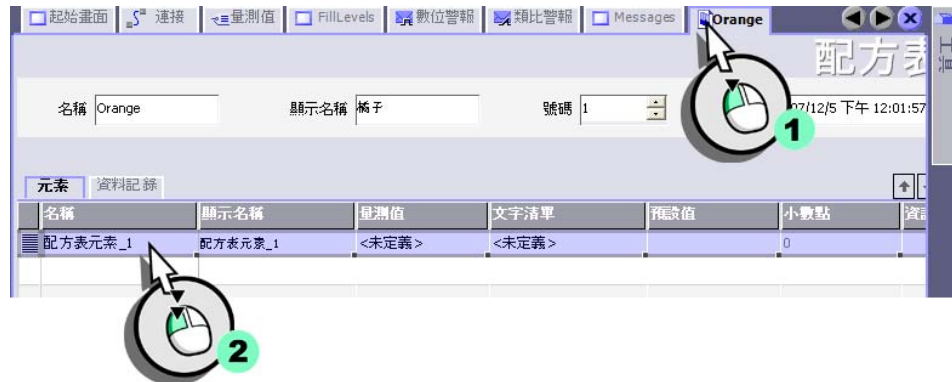 起始畫面 連接 量測值 FillLevels 數位警報 類比警報 Messages Orange
配方表
名稱 Orange 顯示名稱 橘子 號碼 1 07/12/5 下午 12:01:57
1
元素 資料記錄
名稱 顯示名稱 量測值 文字清單 預設值 小數點
配方表元素_1 配方表元素_1 <未定義> <未定義> 0
2